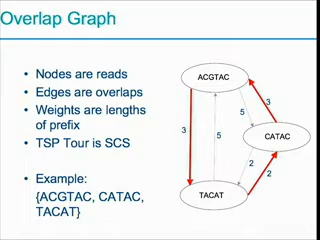 Overlap Graph
• Nodes are reads
• Edges are overlaps
• Weights are lengths
of prefix
• TSP Tour is SCS
• Example:
{ACGTAC, CATAC,
TACAT}
ACGTAC
3
5
3
5
CATAC
2
2
TACAT